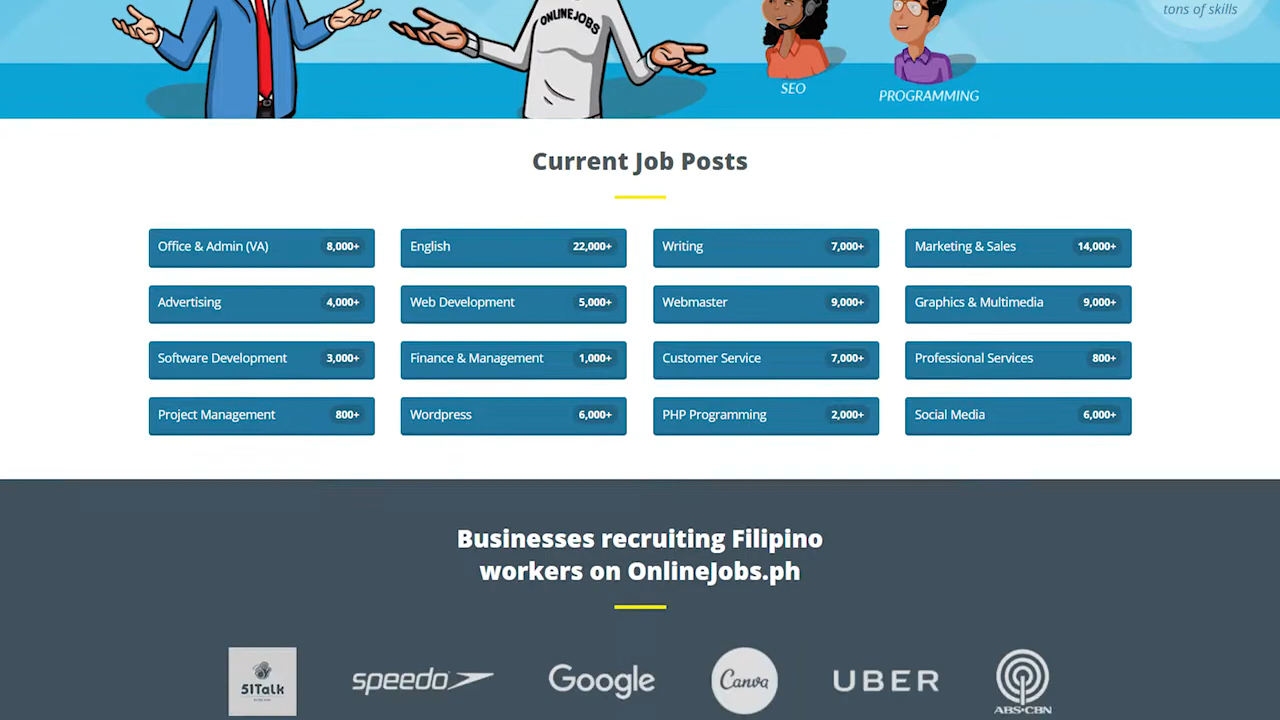 tons of skills
ONLINEJOBS
SEO
PROGRAMMING
Current Job Posts
Office & Admin (VA) 8,000+
English 22,000+
Writing 7,000+
Marketing & Sales 14,000+
Advertising 4,000+
Web Development 5,000+
Webmaster 9,000+
Graphics & Multimedia 9,000+
Software Development 3,000+
Finance & Management 1,000+
Customer Service 7,000+
Professional Services 800+
Project Management 800+
Wordpress 6,000+
PHP Programming 2,000+
Social Media 6,000+
Businesses recruiting Filipino
workers on OnlineJobs.ph
51Talk
speedo
Google
Canva
UBER
ABS-CBN